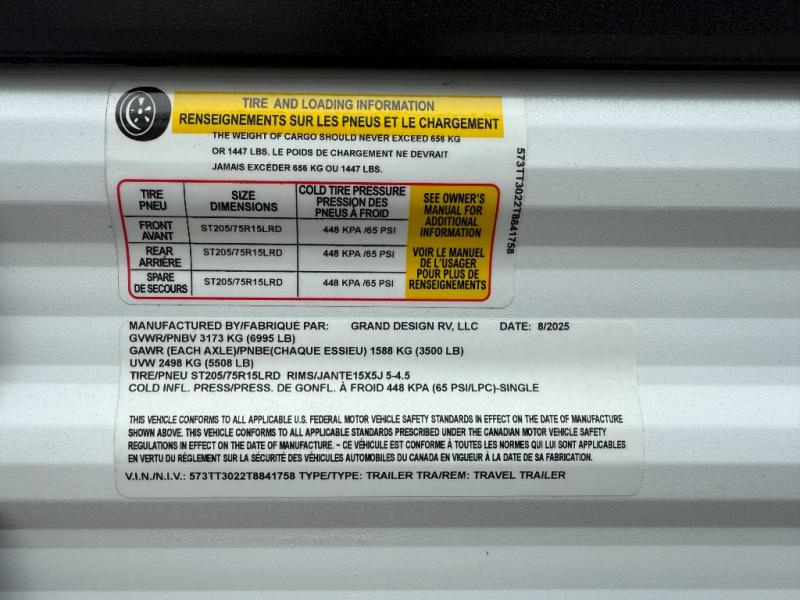 TIRE AND LOADING INFORMATION
RENSEIGNEMENTS SUR LES PNEUS ET LE CHARGEMENT
THE WEIGHT OF CARGO SHOULD NEVER EXCEED 656 KG
OR 1447 LBS. LE POIDS DE CHARGEMENT NE DEVRAIT
JAMAIS EXCÉDER 656 KG OU 1447 LBS.
TIRE PNEU SIZE DIMENSIONS COLD TIRE PRESSURE PRESSION DES PNEUS À FROID
FRONT AVANT ST205/75R15LRD 448 KPA /65 PSI
REAR ARRIÈRE ST205/75R15LRD 448 KPA /65 PSI
SPARE DE SECOURS ST205/75R15LRD 448 KPA /65 PSI
SEE OWNER'S
MANUAL FOR
ADDITIONAL
INFORMATION
VOIR LE MANUEL
DE L'USAGER
POUR PLUS DE
RENSEIGNEMENTS
573TT3022T8841758
MANUFACTURED BY/FABRIQUÉ PAR: GRAND DESIGN RV, LLC DATE: 8/2025
GVWR/PNBV 3173 KG (6995 LB)
GAWR (EACH AXLE)/PNBE(CHAQUE ESSIEU) 1588 KG (3500 LB)
UVW 2498 KG (5508 LB)
TIRE/PNEU ST205/75R15LRD RIMS/JANTE15X5J 5-4.5
COLD INFL. PRESS/PRESS. DE GONFL. À FROID 448 KPA (65 PSI/LPC)-SINGLE
THIS VEHICLE CONFORMS TO ALL APPLICABLE U.S. FEDERAL MOTOR VEHICLE SAFETY STANDARDS IN EFFECT ON THE DATE OF MANUFACTURE
SHOWN ABOVE. THIS VEHICLE CONFORMS TO ALL APPLICABLE STANDARDS PRESCRIBED UNDER THE CANADIAN MOTOR VEHICLE SAFETY
REGULATIONS IN EFFECT ON THE DATE OF MANUFACTURE. ~ CE VÉHICULE EST CONFORME À TOUTES LES NORMES QUI LUI SONT APPLICABLES
EN VERTU DU RÉGLEMENT SUR LA SÉCURITÉ DES VÉHICULES AUTOMOBILES DU CANADA EN VIGUEUR À LA DATE DE SA FABRICATION.
V.I.N./N.I.V.: 573TT3022T8841758 TYPE/TYPE: TRAILER TRA/REM: TRAVEL TRAILER